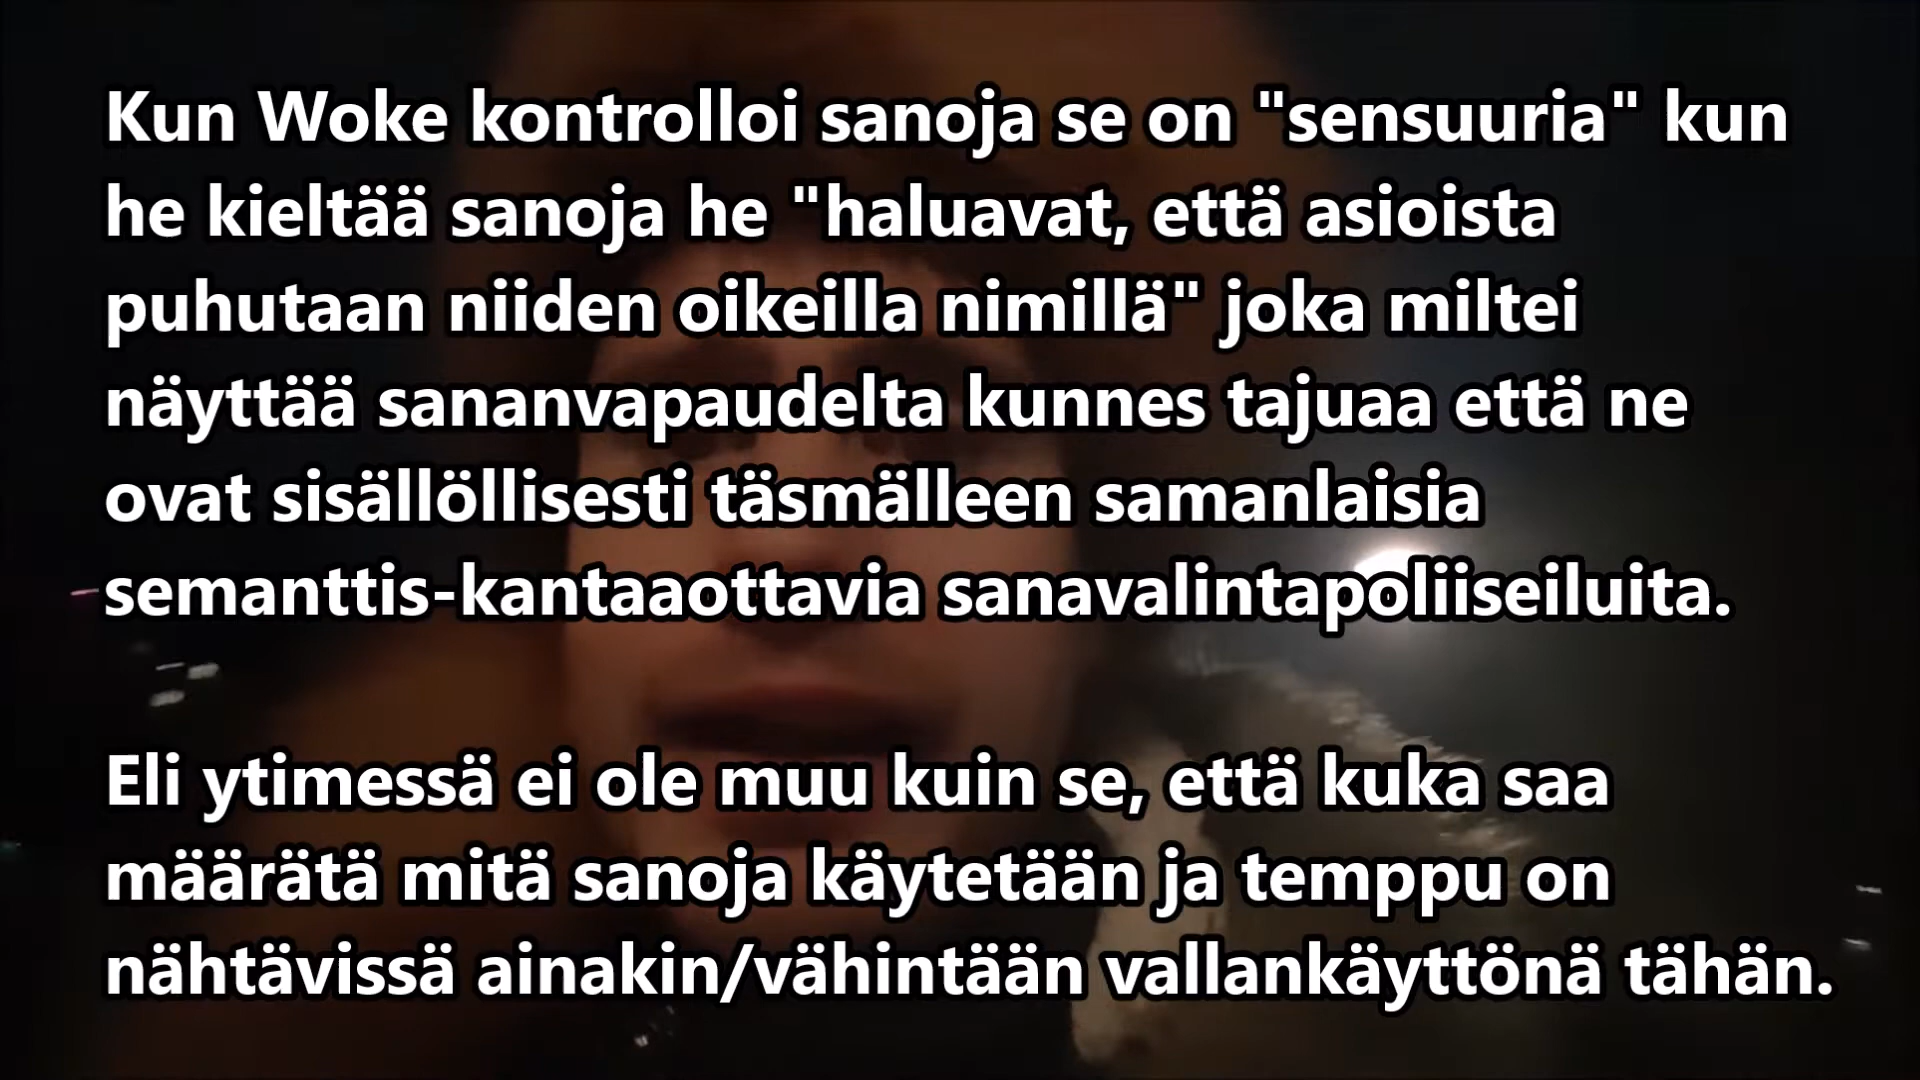 Kun Woke kontrolloi sanoja se on "sensuuria" kun
he kieltää sanoja he "haluavat, että asioista
puhutaan niiden oikeilla nimillä" joka miltei
näyttää sananvapaudelta kunnes tajuaa että ne
ovat sisällöllisesti täsmälleen samanlaisia
semanttis-kantaaottavia sanavalintapoliiseiluita.
Eli ytimessä ei ole muu kuin se, että kuka saa
määrätä mitä sanoja käytetään ja temppu on
nähtävissä ainakin/vähintään vallankäyttönä tähän.